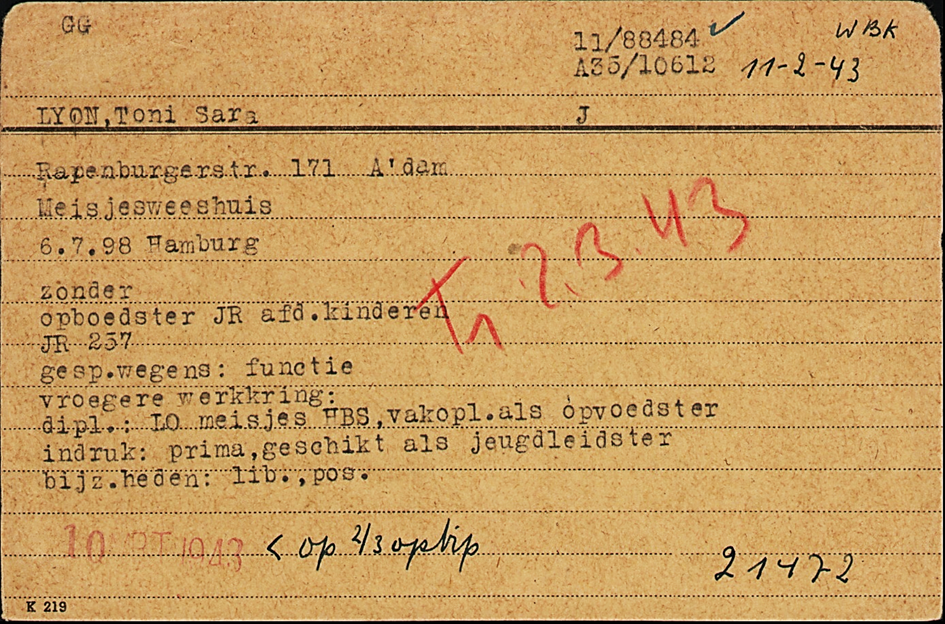 GG
11/88484 ✓ WBK
A35/10612 11-2-43
LYON,Toni Sara J
Rapenburgerstr. 171 A'dam
Meisjesweeshuis
6.7.98 Hamburg
Tr. 2.3.43
zonder
opboedster JR afd.kinderen
JR 237
gesp.wegens: functie
vroegere werkkring:
dipl.: LO meisjes HBS,vakopl.als opvoedster
indruk: prima,geschikt als jeugdleidster
bijz.heden: lib.,pos.
10 1943 < op 2/3 op trp
21472
K 219